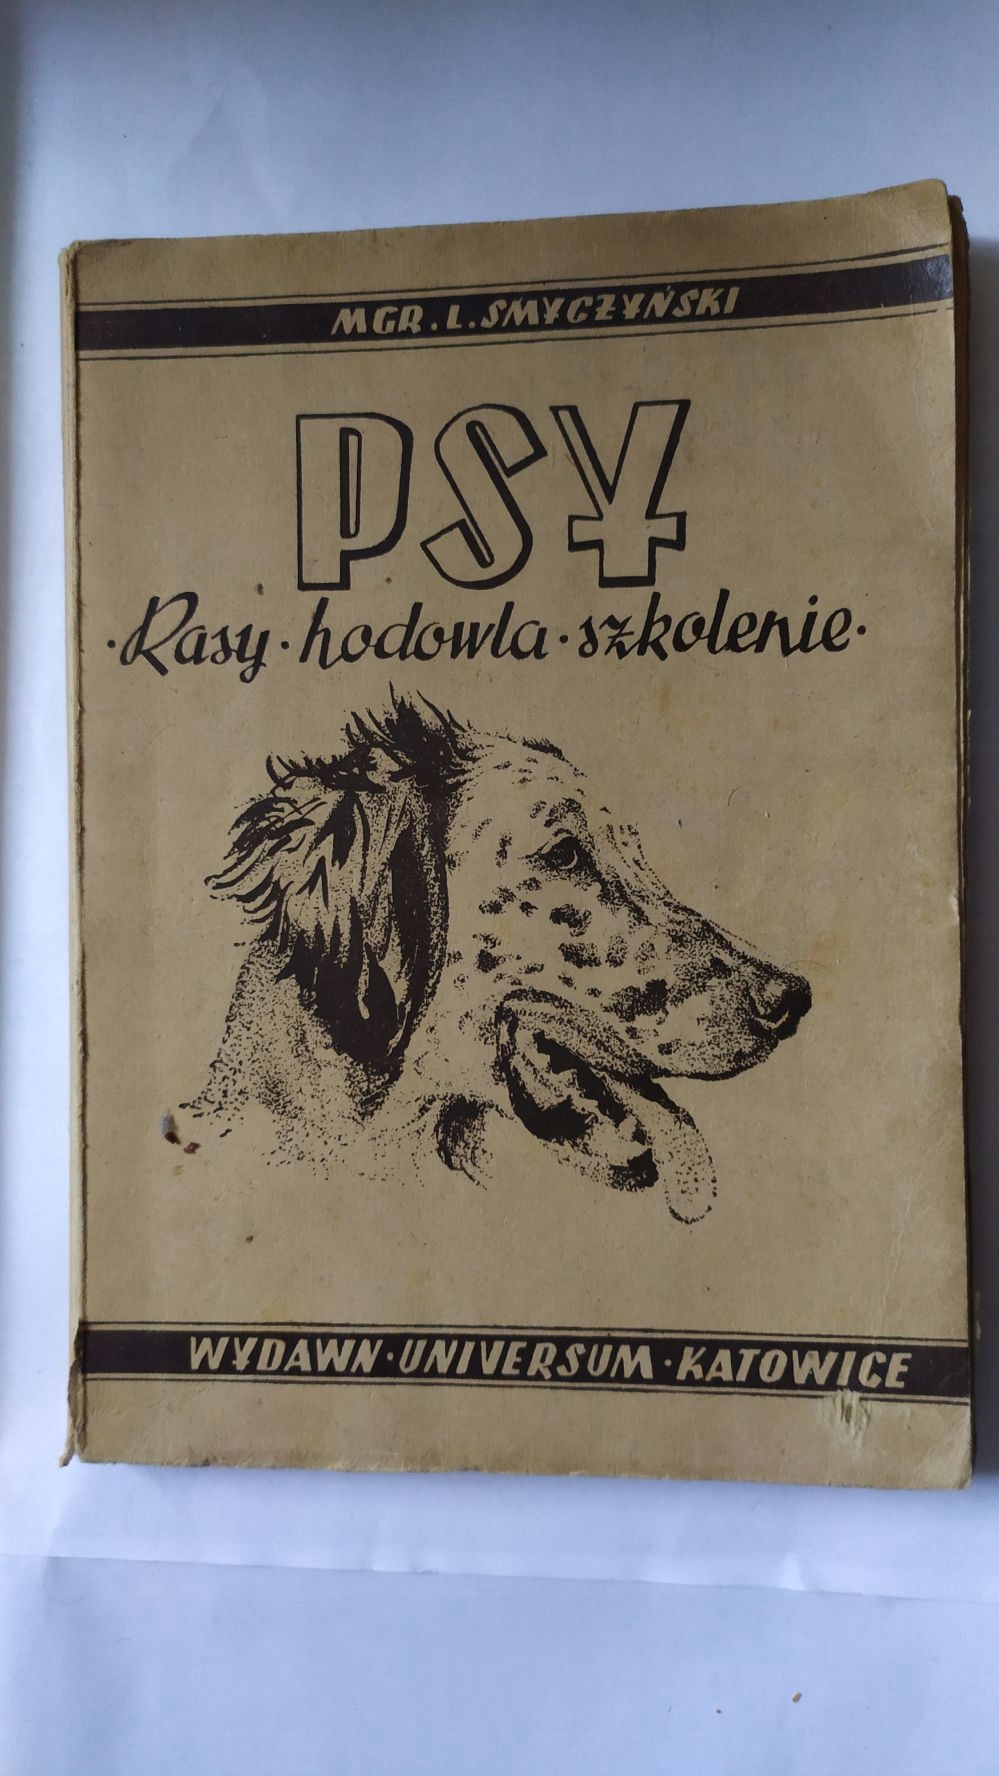 MGR. L. SMYCZYŃSKI
PSY
·Rasy·hodowla·szkolenie·
WYDAWN·UNIVERSUM·KATOWICE